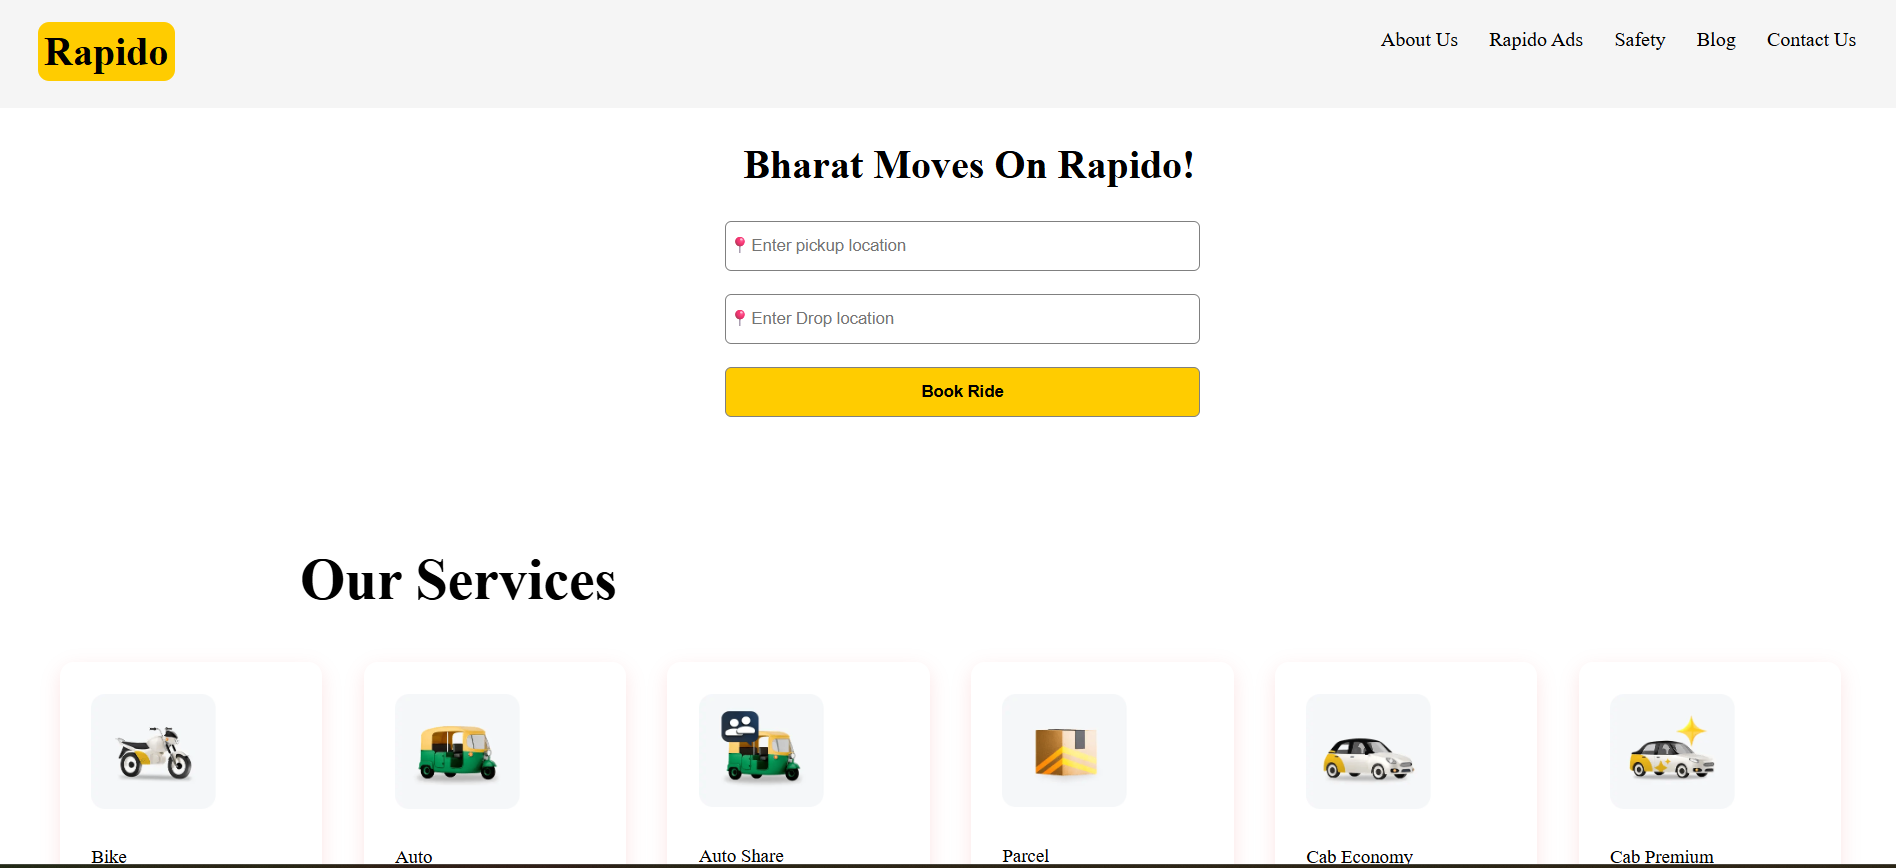 Rapido
About Us Rapido Ads Safety Blog Contact Us
Bharat Moves On Rapido!
Enter pickup location
Enter Drop location
Book Ride
Our Services
Bike Auto Auto Share Parcel Cab Economy Cab Premium